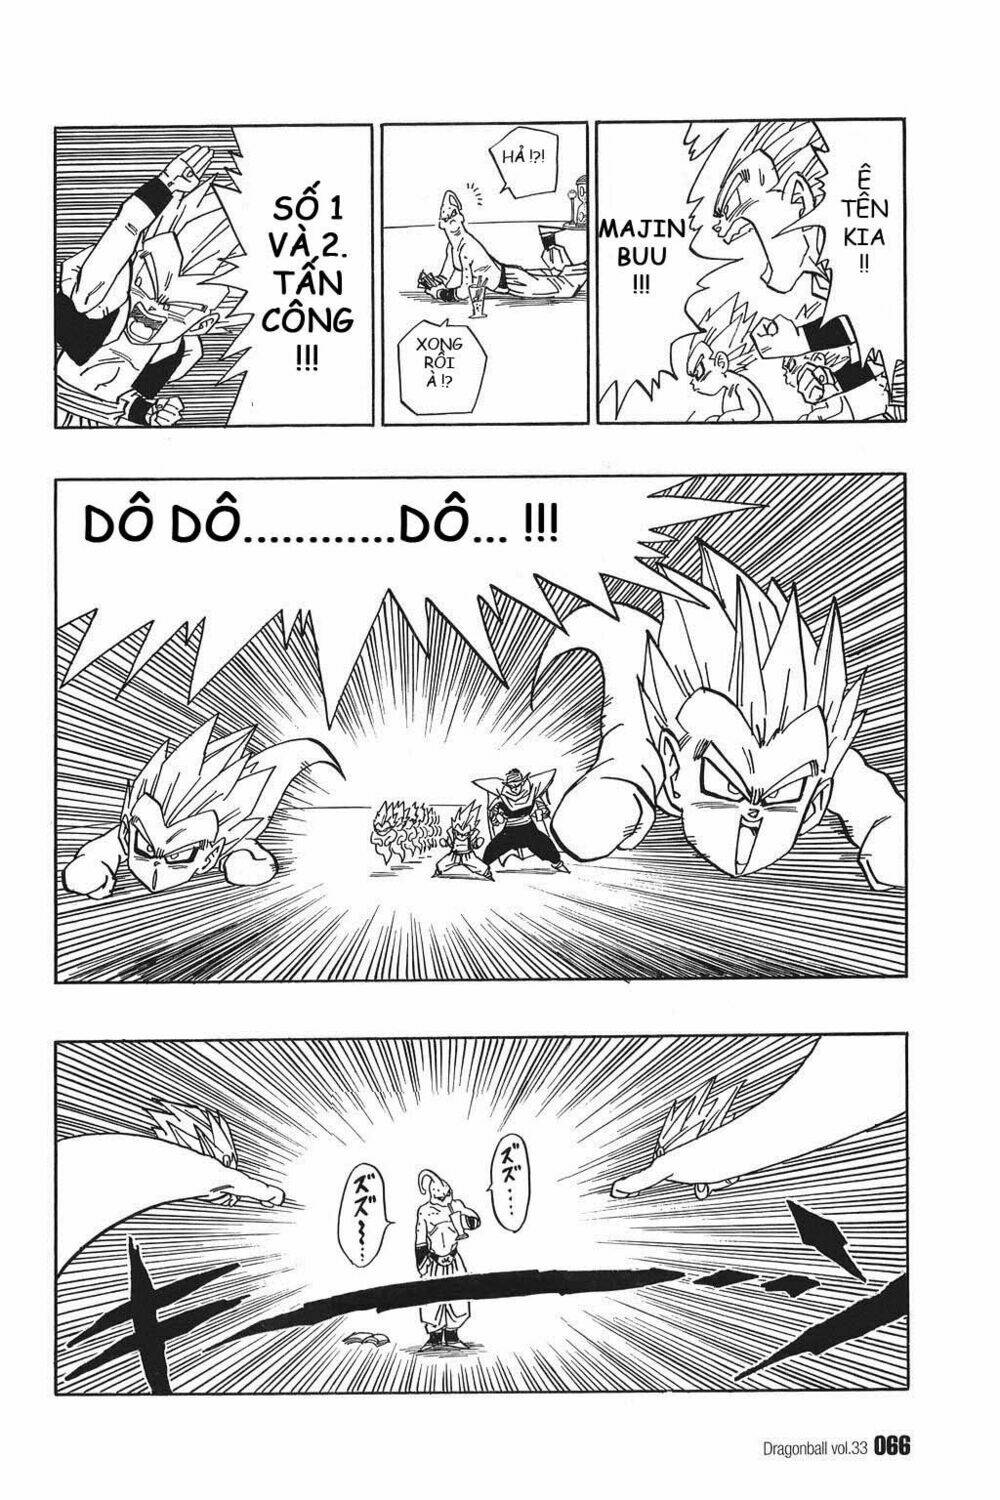 Ê
TÊN
KIA
!!
MAJIN
BUU
!!!
HẢ !?!
XONG
RỒI
À !?
SỐ 1
VÀ 2.
TẤN
CÔNG
!!!
DÔ DÔ............DÔ... !!!
ズズ....
ズズ〜...
Dragonball vol.33 066